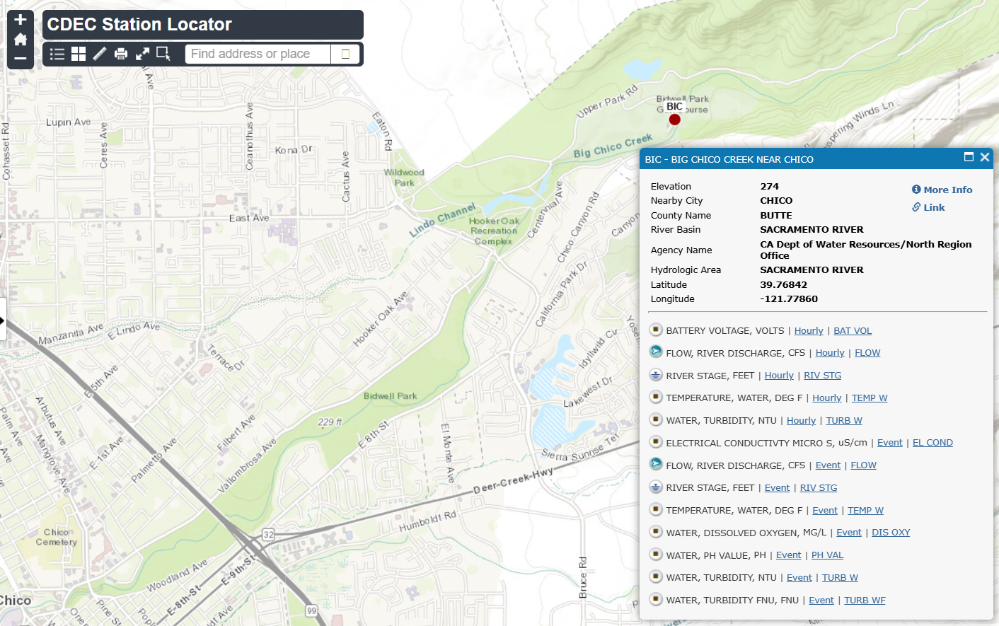 CDEC Station Locator
Find address or place
Lupin Ave
Cohasset Rd
Ceres Ave
Ceanothus Ave
Kona Dr
Cactus Ave
Eaton Rd
Wildwood
Park
East Ave
Lindo Channel
Hooker Oak
Recreation
Complex
Centennial Ave
Chico Canyon Rd
Upper Park Rd
Bidwell Park
BIC
Big Chico Creek
Manzanita Ave
E Lindo Ave
Hooker Oak Ave
California Park Dr
Terrace Dr
Idyllwild Cir
Lakewest Dr
E 5th Ave
Arbutus Ave
Palm Ave
Mangrove Ave
E 1st Ave
Palmetto Ave
Filbert Ave
Vallombrosa Ave
Bidwell Park
229 ft
E 8th St
El Monte Ave
Sierra Sunrise Ter
Deer-Creek-Hwy
Humboldt Rd
32
Chico
Cemetery
Woodland Ave
E-9th-St
E-8th-St
Bruce Rd
Pine St
99
BIC - BIG CHICO CREEK NEAR CHICO
Elevation 274
Nearby City CHICO
County Name BUTTE
River Basin SACRAMENTO RIVER
Agency Name CA Dept of Water Resources/North Region
Office
Hydrologic Area SACRAMENTO RIVER
Latitude 39.76842
Longitude -121.77860
More Info
Link
BATTERY VOLTAGE, VOLTS | Hourly | BAT VOL
FLOW, RIVER DISCHARGE, CFS | Hourly | FLOW
RIVER STAGE, FEET | Hourly | RIV STG
TEMPERATURE, WATER, DEG F | Hourly | TEMP W
WATER, TURBIDITY, NTU | Hourly | TURB W
ELECTRICAL CONDUCTIVTY MICRO S, uS/cm | Event | EL COND
FLOW, RIVER DISCHARGE, CFS | Event | FLOW
RIVER STAGE, FEET | Event | RIV STG
TEMPERATURE, WATER, DEG F | Event | TEMP W
WATER, DISSOLVED OXYGEN, MG/L | Event | DIS OXY
WATER, PH VALUE, PH | Event | PH VAL
WATER, TURBIDITY, NTU | Event | TURB W
WATER, TURBIDITY FNU, FNU | Event | TURB WF